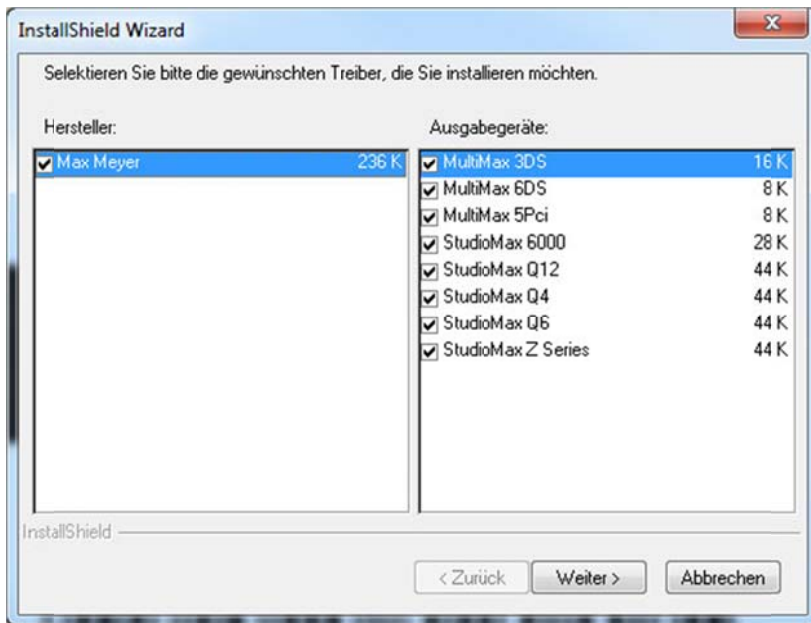 InstallShield Wizard
Selektieren Sie bitte die gewünschten Treiber, die Sie installieren möchten.
Hersteller:
Max Meyer 236 K
Ausgabegeräte:
MultiMax 3DS 16 K
MultiMax 6DS 8 K
MultiMax 5Pci 8 K
StudioMax 6000 28 K
StudioMax Q12 44 K
StudioMax Q4 44 K
StudioMax Q6 44 K
StudioMax Z Series 44 K
InstallShield
< Zurück Weiter > Abbrechen